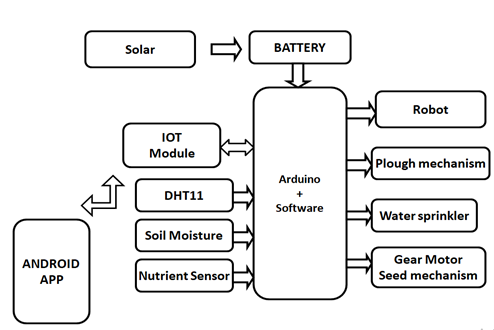 Solar
BATTERY
Robot
IOT
Module
Plough mechanism
Arduino
+
Software
DHT11
Water sprinkler
Soil Moisture
ANDROID
APP
Nutrient Sensor
Gear Motor
Seed mechanism